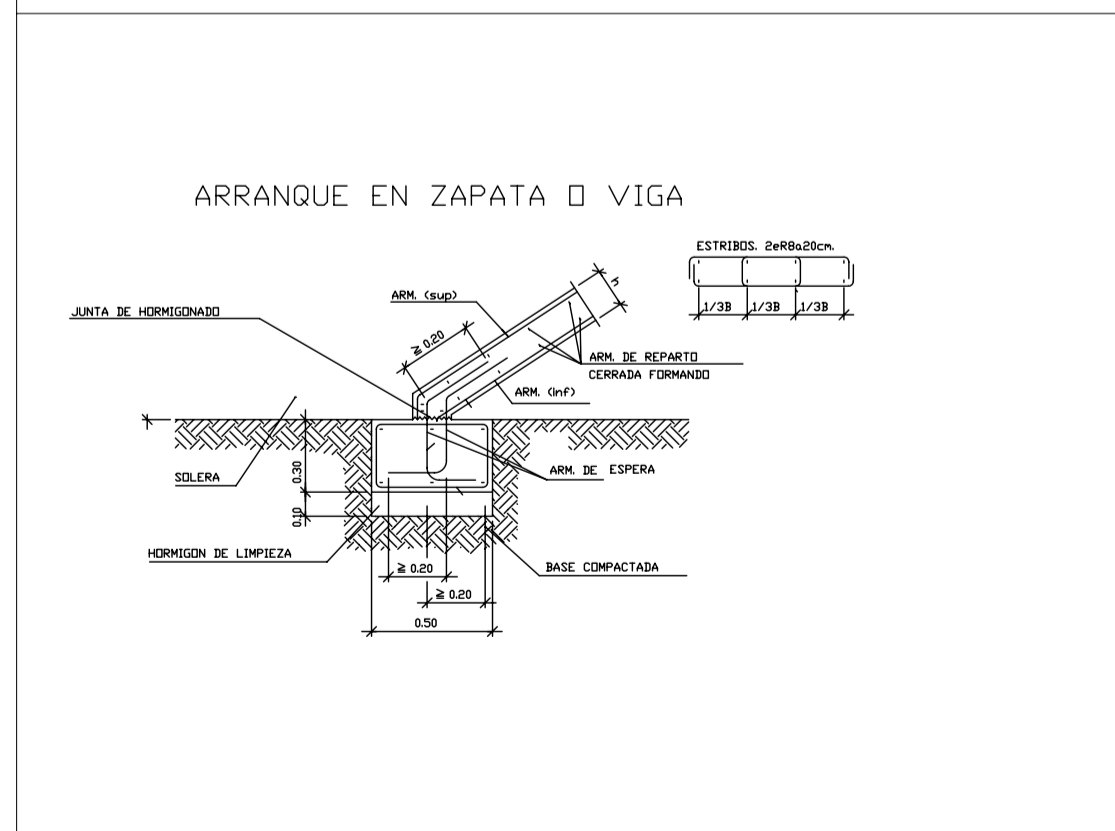 ARRANQUE EN ZAPATA O VIGA
ESTRIBOS. 2eR8a20cm.
1/3B 1/3B 1/3B
ARM. (sup)
h
JUNTA DE HORMIGONADO
≧ 0.20
ARM. DE REPARTO
CERRADA FORMANDO
ARM. (inf)
SOLERA
0.30
ARM. DE ESPERA
0.10
HORMIGON DE LIMPIEZA
BASE COMPACTADA
≧ 0.20
≧ 0.20
0.50